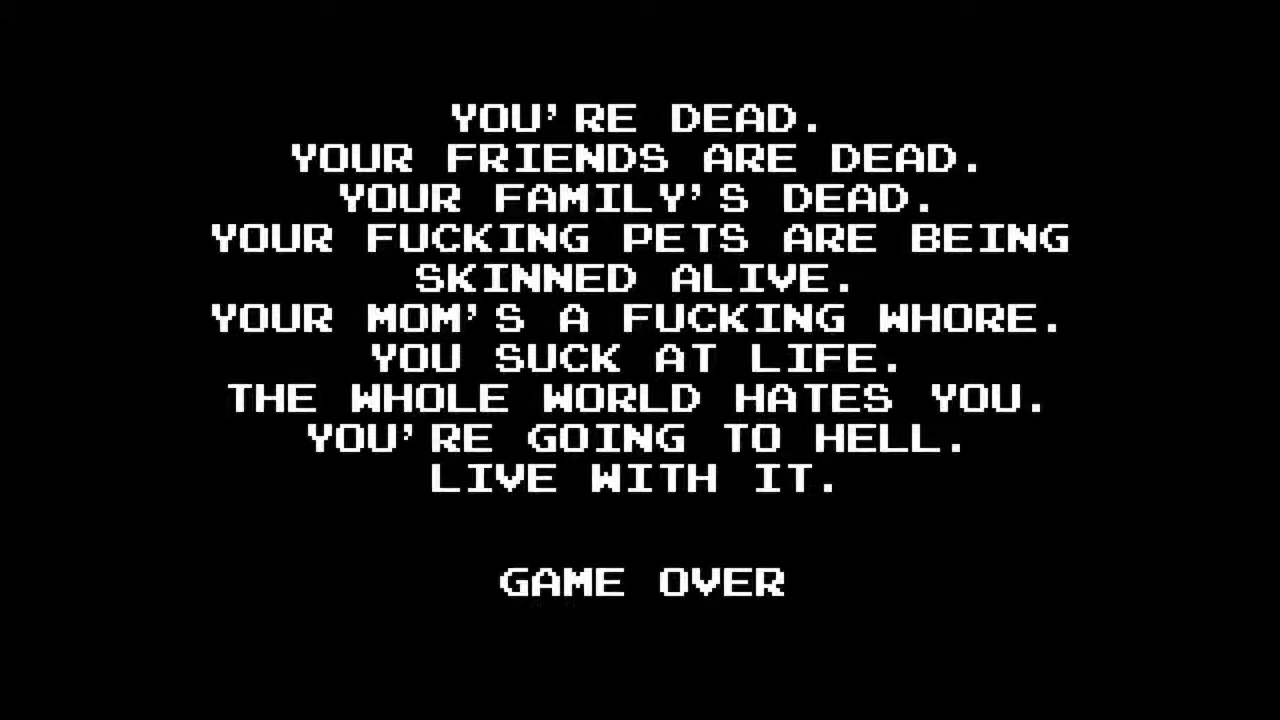 YOU'RE DEAD.
YOUR FRIENDS ARE DEAD.
YOUR FAMILY'S DEAD.
YOUR FUCKING PETS ARE BEING
SKINNED ALIVE.
YOUR MOM'S A FUCKING WHORE.
YOU SUCK AT LIFE.
THE WHOLE WORLD HATES YOU.
YOU'RE GOING TO HELL.
LIVE WITH IT.
GAME OVER